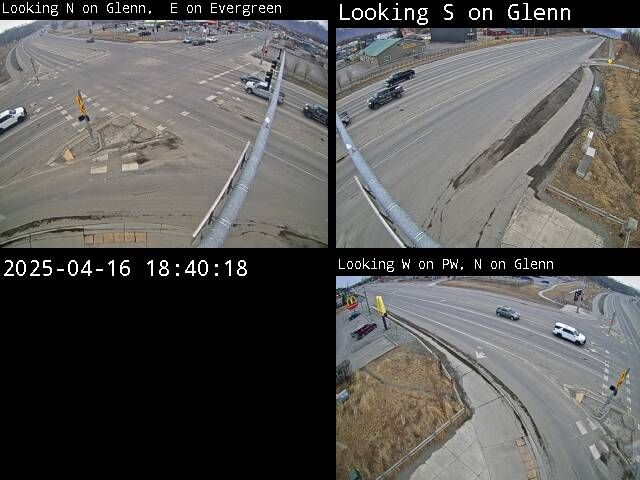 Looking N on Glenn,  E on Evergreen
Looking S on Glenn
2025-04-16 18:40:18
Looking W on PW, N on Glenn